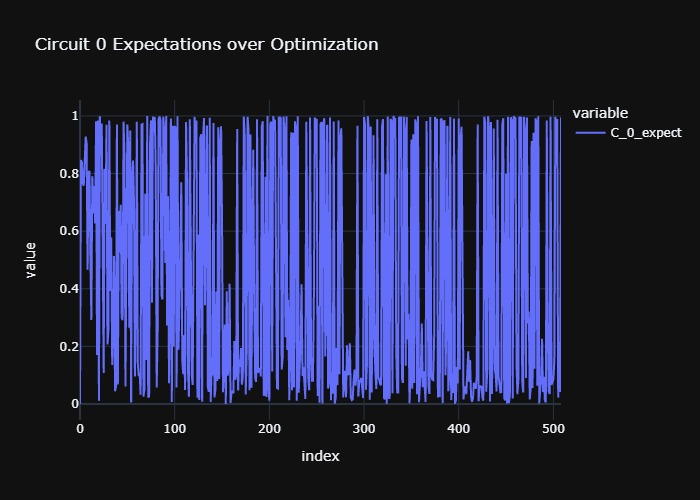 Circuit 0 Expectations over Optimization
variable
C_0_expect
value
1
0.8
0.6
0.4
0.2
0
0 100 200 300 400 500
index